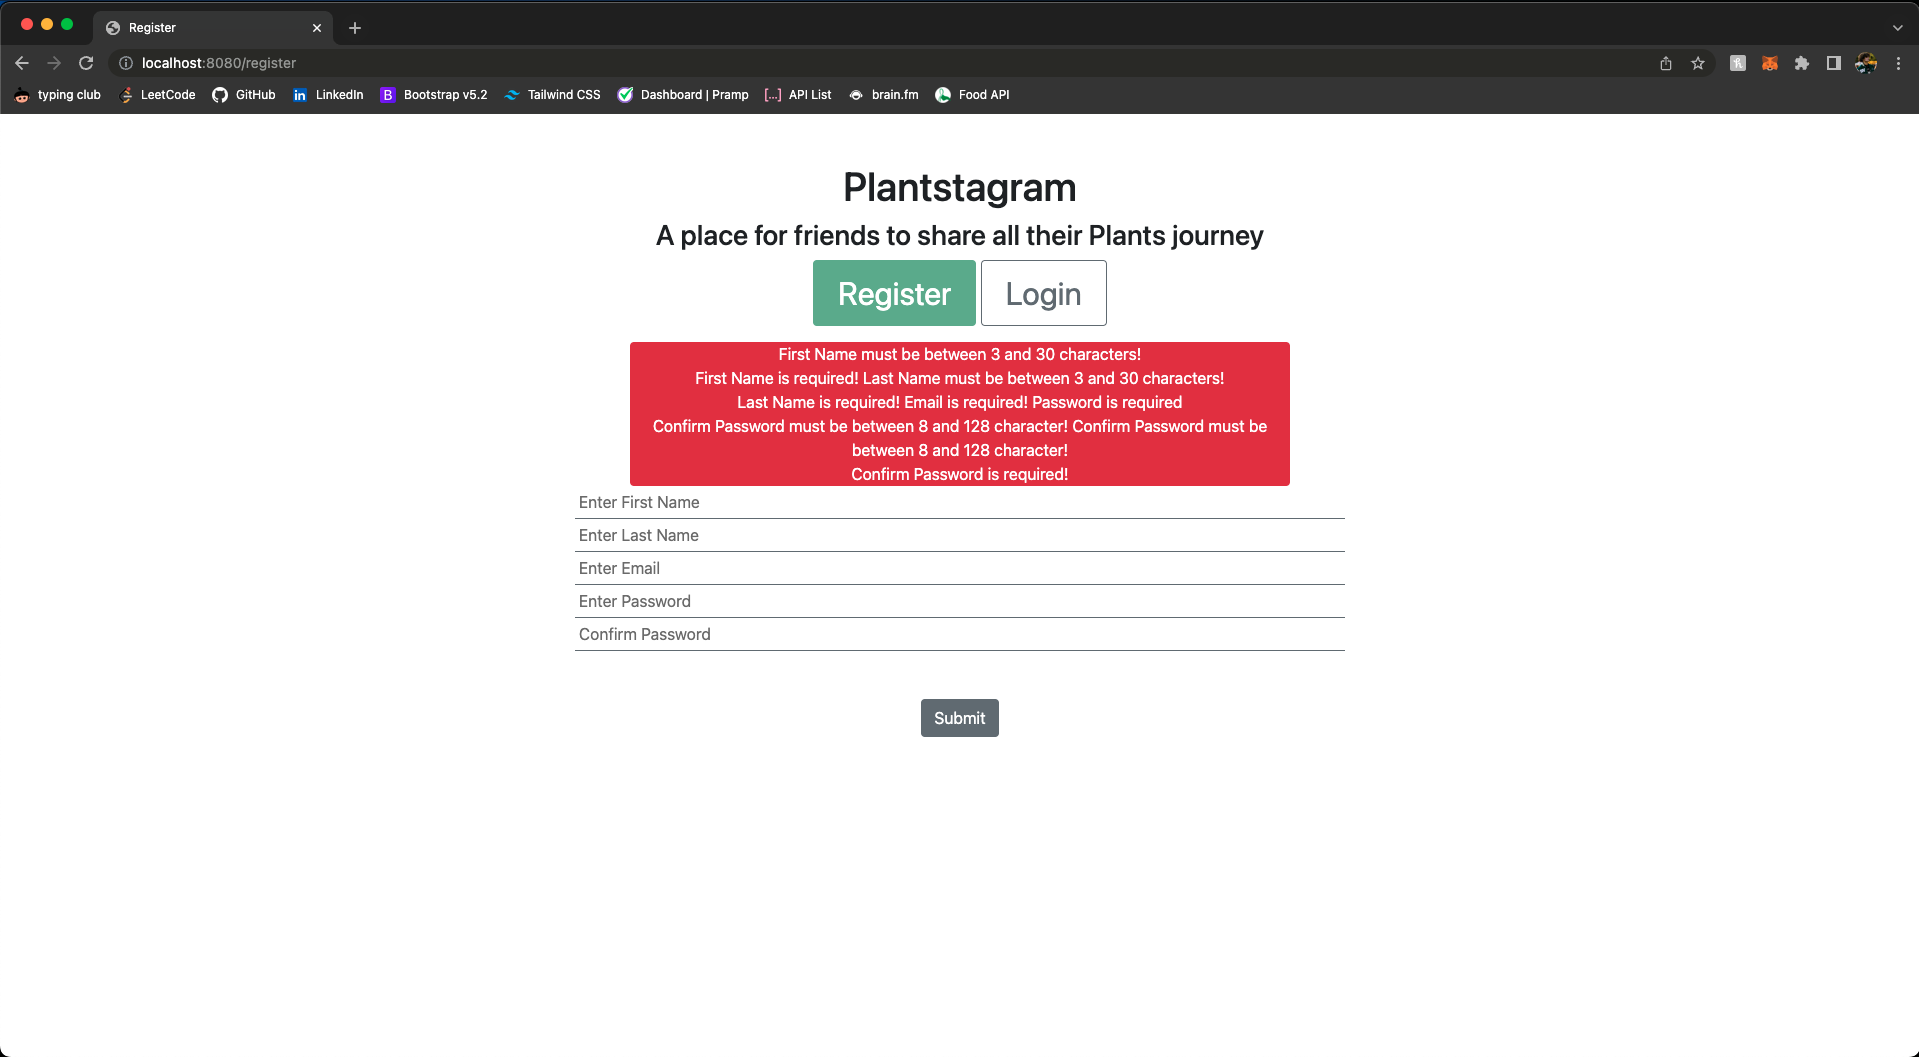 Register
localhost:8080/register
typing club LeetCode GitHub LinkedIn Bootstrap v5.2 Tailwind CSS Dashboard | Pramp API List brain.fm Food API
Plantstagram
A place for friends to share all their Plants journey
Register Login
First Name must be between 3 and 30 characters!
First Name is required! Last Name must be between 3 and 30 characters!
Last Name is required! Email is required! Password is required
Confirm Password must be between 8 and 128 character! Confirm Password must be
between 8 and 128 character!
Confirm Password is required!
Enter First Name
Enter Last Name
Enter Email
Enter Password
Confirm Password
Submit